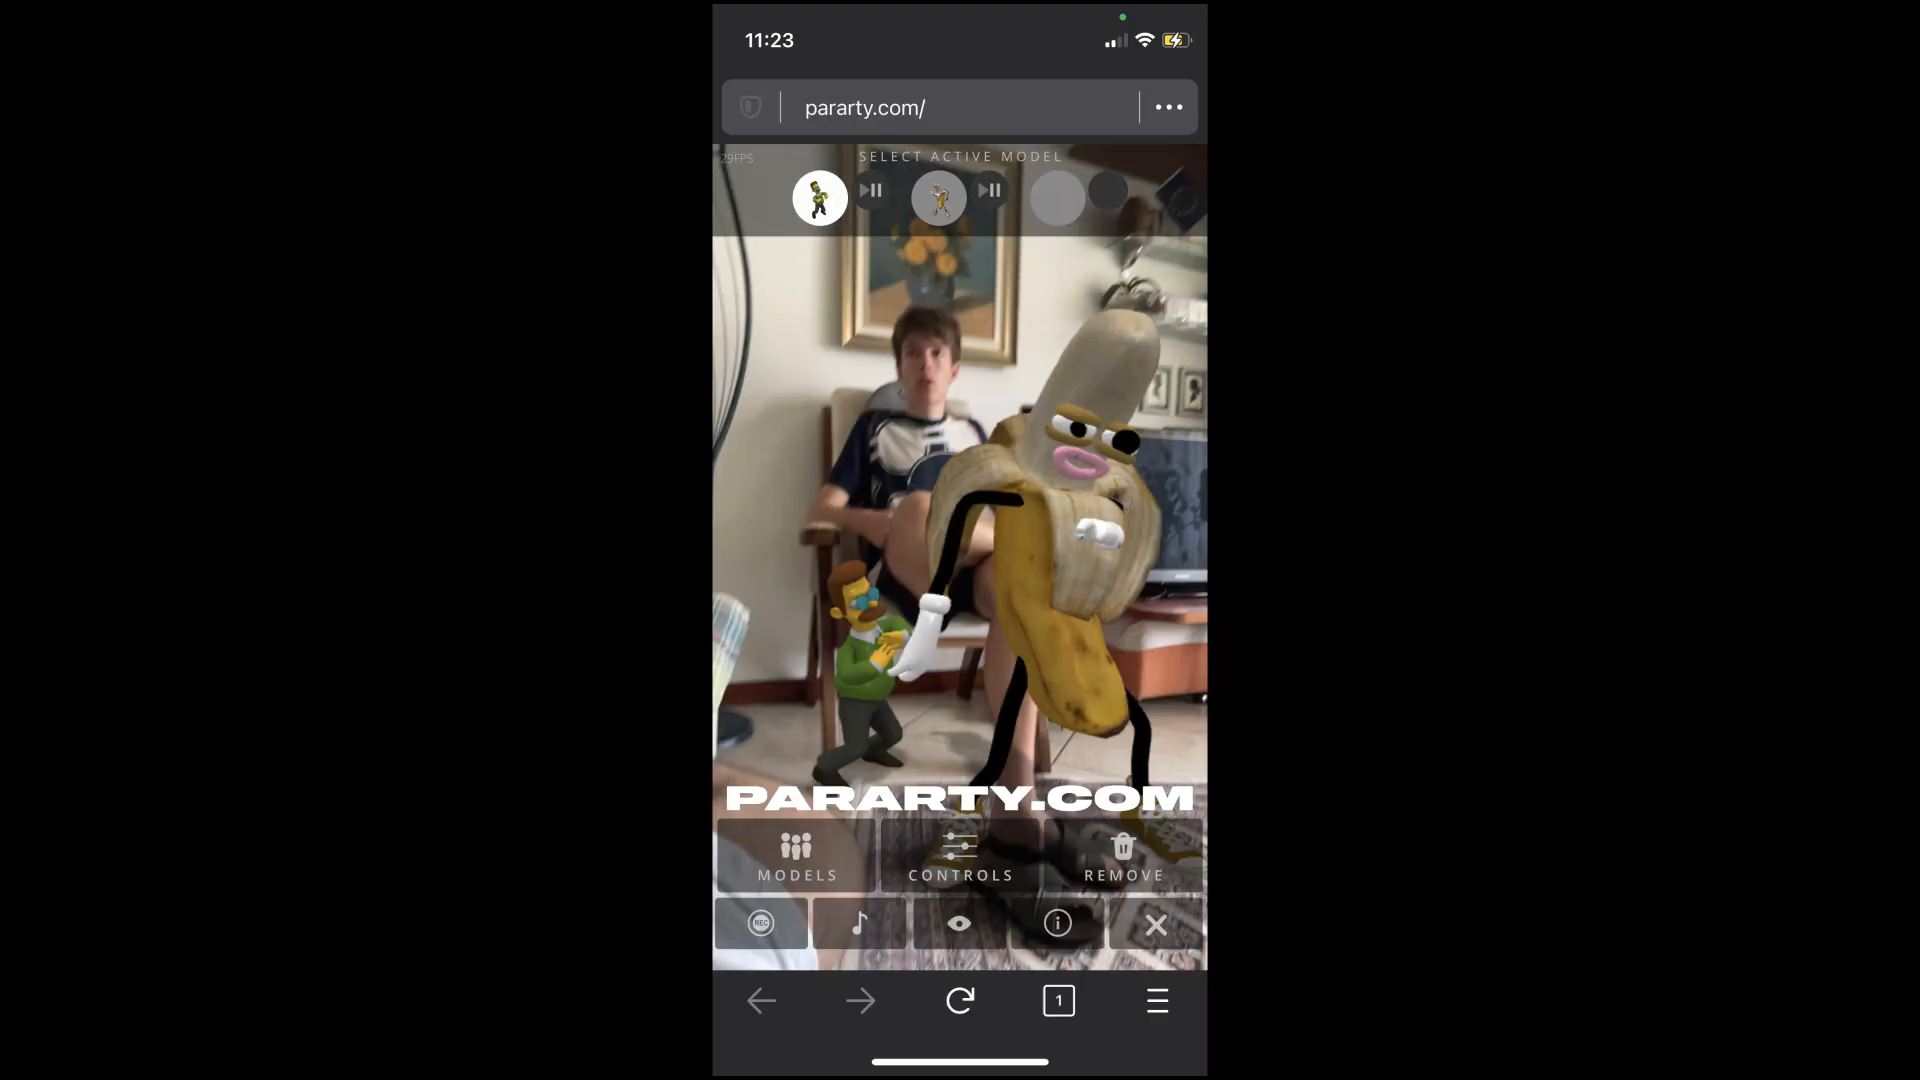 11:23
pararty.com/
29FPS
SELECT ACTIVE MODEL
PARARTY.COM
MODELS
CONTROLS
REMOVE
REC
1